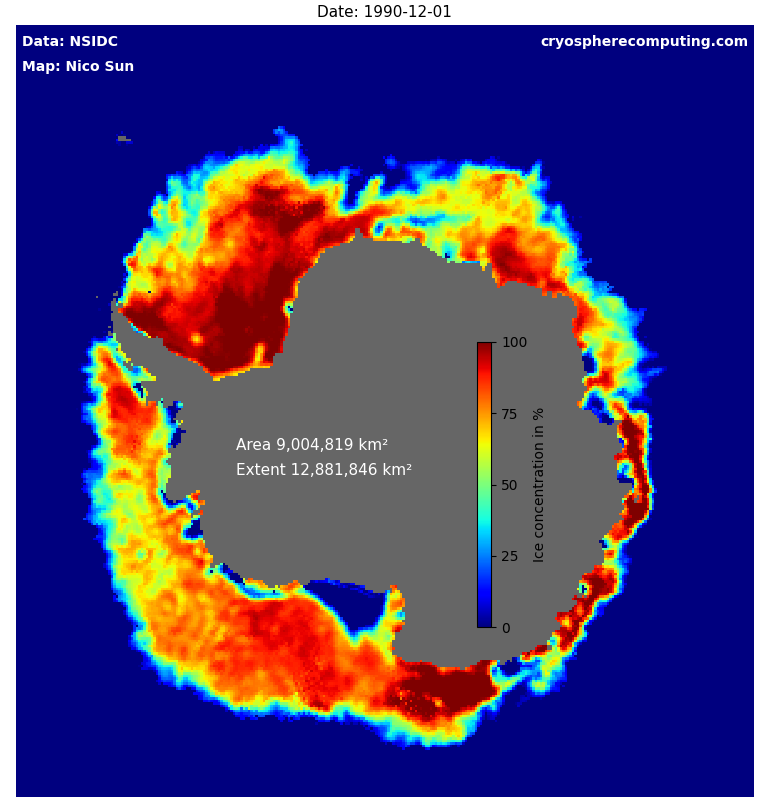 Date: 1990-12-01
Data: NSIDC
cryospherecomputing.com
Map: Nico Sun
100
75
50
25
0
Ice concentration in %
Area 9,004,819 km²
Extent 12,881,846 km²